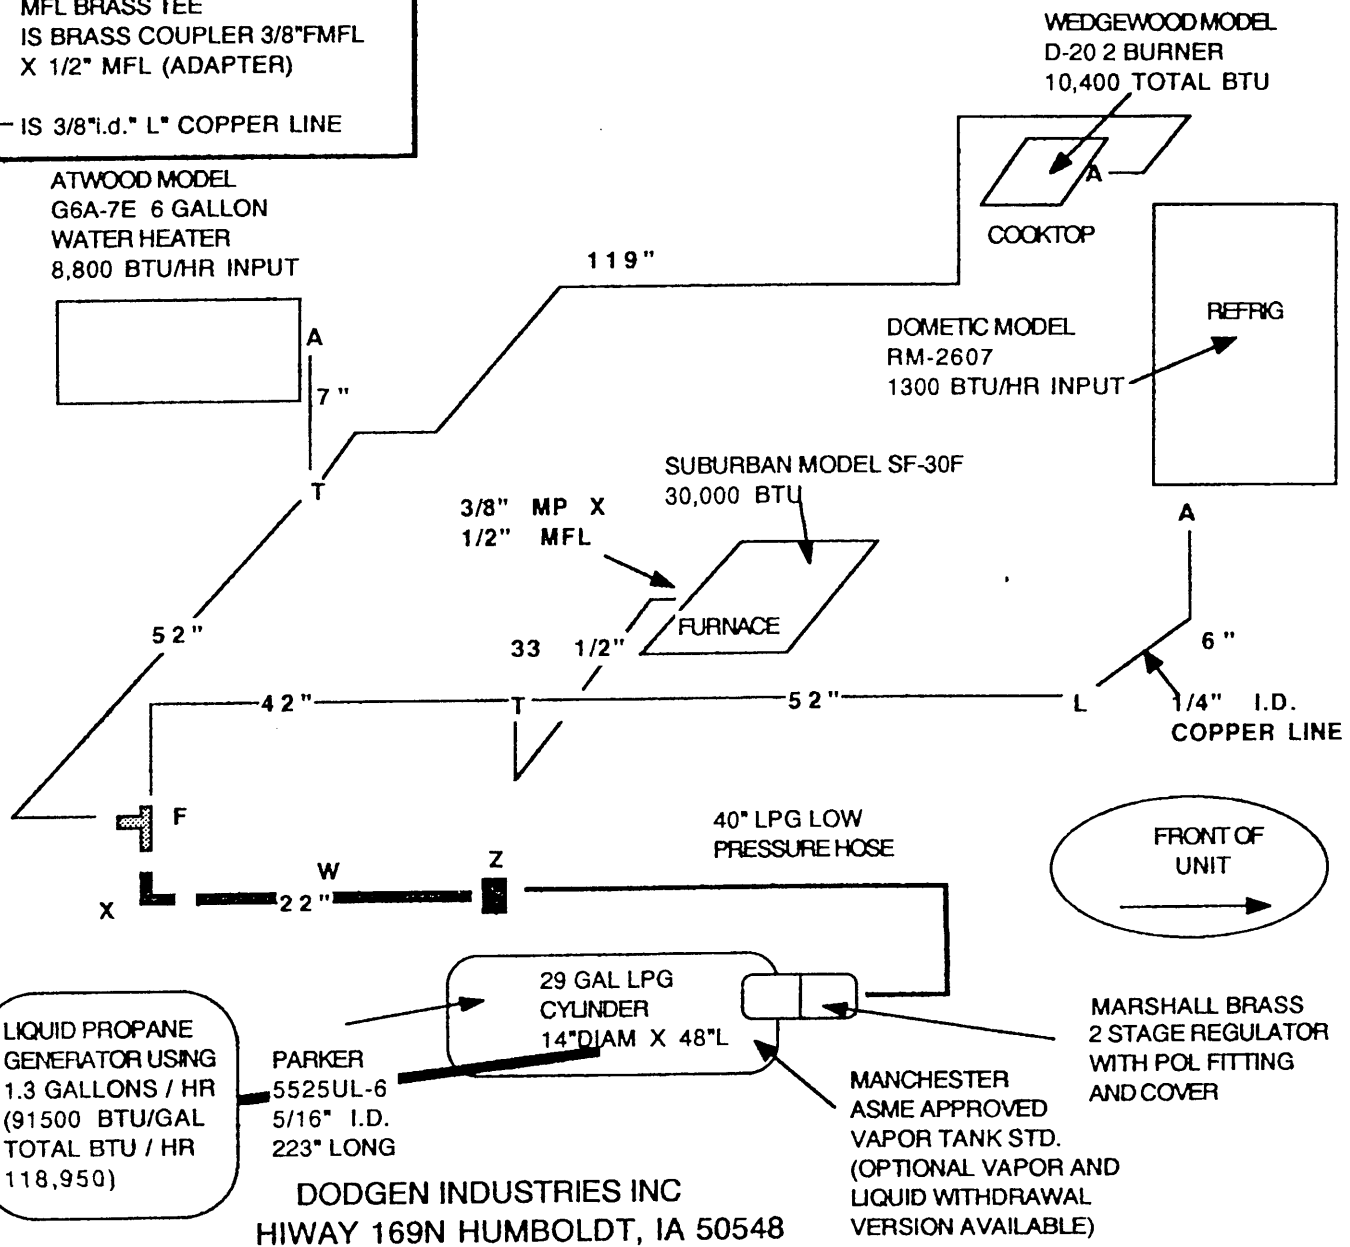 MFL BRASS TEE
IS BRASS COUPLER 3/8"FMFL
X 1/2" MFL (ADAPTER)
IS 3/8"i.d." L" COPPER LINE
WEDGEWOOD MODEL
D-20 2 BURNER
10,400 TOTAL BTU
A
COOKTOP
ATWOOD MODEL
G6A-7E 6 GALLON
WATER HEATER
8,800 BTU/HR INPUT
A
7"
T
119"
DOMETIC MODEL
RM-2607
1300 BTU/HR INPUT
REFRIG
A
6"
1/4" I.D.
COPPER LINE
SUBURBAN MODEL SF-30F
30,000 BTU
3/8" MP X
1/2" MFL
FURNACE
33 1/2"
52"
42"
T
52"
L
F
X
W
22"
Z
40" LPG LOW
PRESSURE HOSE
FRONT OF
UNIT
29 GAL LPG
CYLINDER
14"DIAM X 48"L
LIQUID PROPANE
GENERATOR USING
1.3 GALLONS / HR
(91500 BTU/GAL
TOTAL BTU / HR
118,950)
PARKER
5525UL-6
5/16" I.D.
223" LONG
MARSHALL BRASS
2 STAGE REGULATOR
WITH POL FITTING
AND COVER
MANCHESTER
ASME APPROVED
VAPOR TANK STD.
(OPTIONAL VAPOR AND
LIQUID WITHDRAWAL
VERSION AVAILABLE)
DODGEN INDUSTRIES INC
HIWAY 169N HUMBOLDT, IA 50548